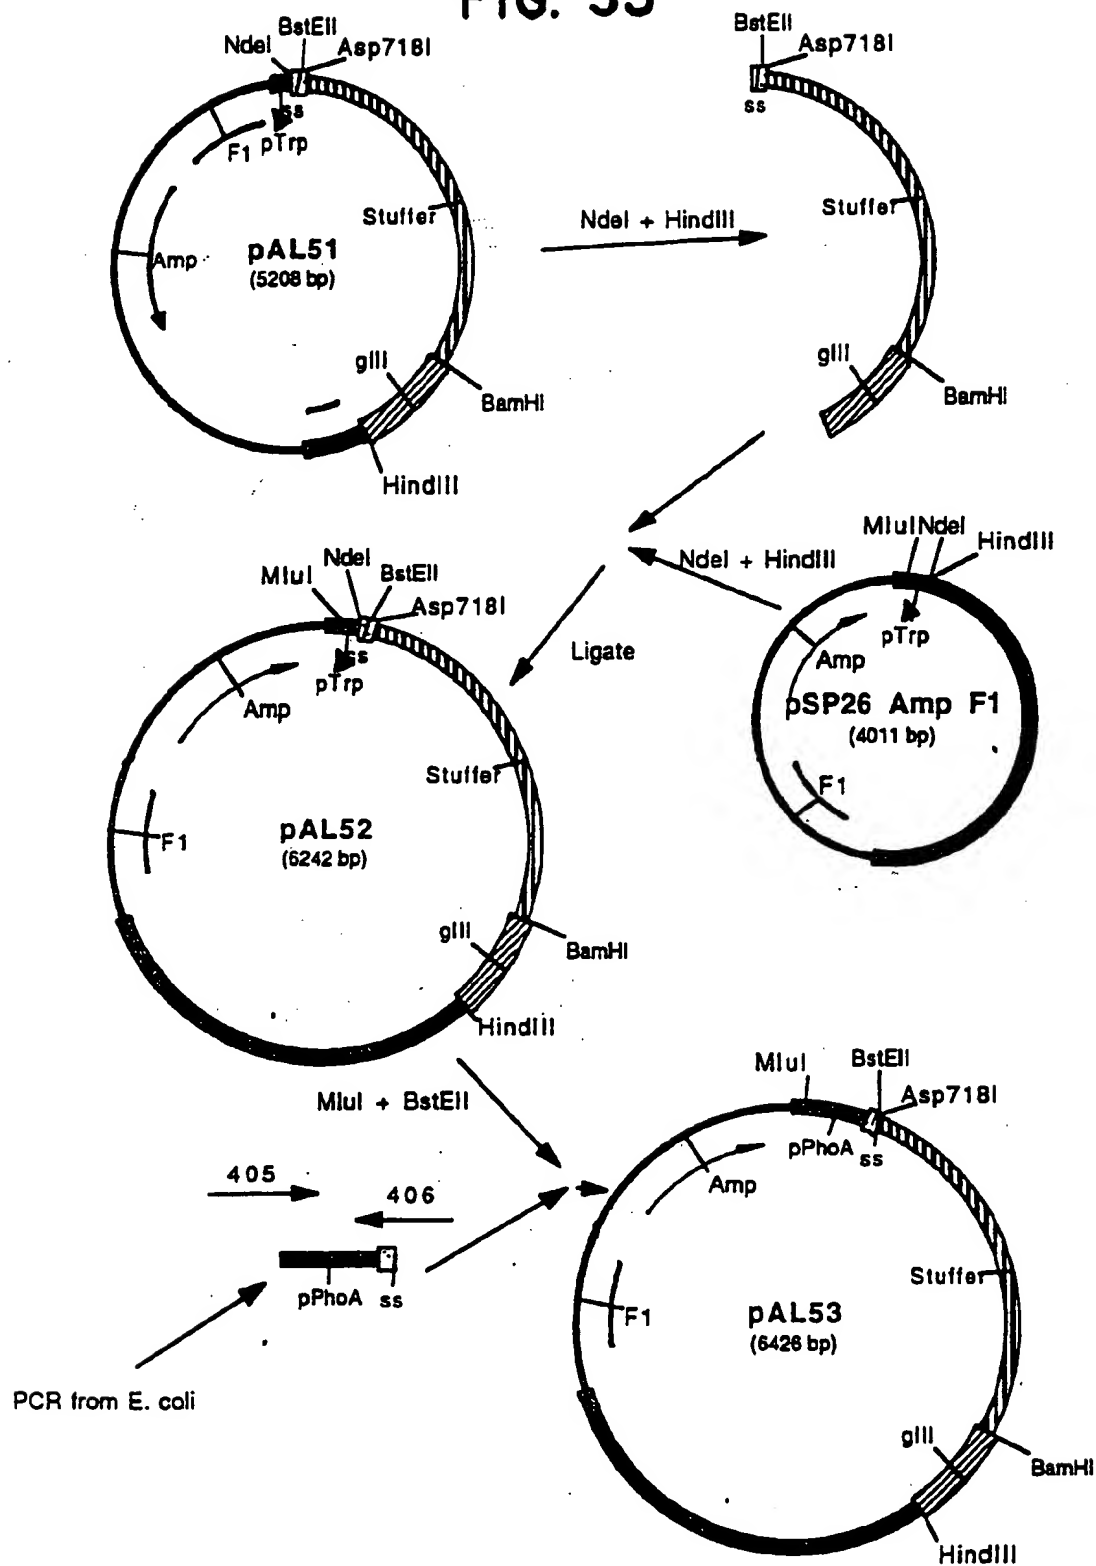 FIG. 33
BstEII
NdeI
Asp718I
ss
F1
pTrp
Stuffer
Amp
pAL51
(5208 bp)
gIII
BamHI
HindIII
NdeI + HindIII
BstEII
Asp718I
ss
Stuffer
gIII
BamHI
MluI
NdeI
HindIII
NdeI + HindIII
pTrp
Amp
pSP26 Amp F1
(4011 bp)
F1
Ligate
NdeI
MluI
BstEII
Asp718I
ss
pTrp
Amp
Stuffer
F1
pAL52
(6242 bp)
gIII
BamHI
HindIII
MluI + BstEII
405
406
pPhoA
ss
PCR from E. coli
MluI
BstEII
Asp718I
pPhoA
ss
Amp
Stuffer
F1
pAL53
(6426 bp)
gIII
BamHI
HindIII